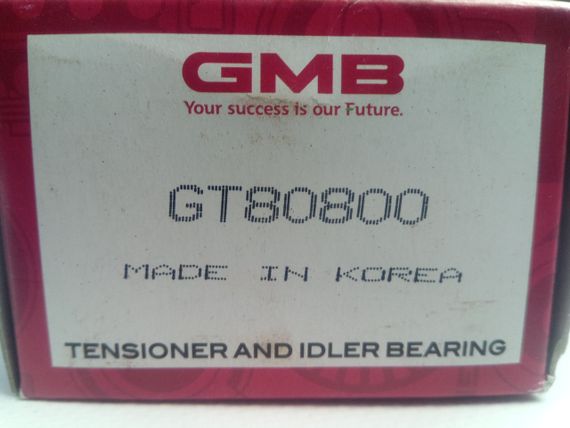 GMB
Your success is our Future.
GT80800
MADE IN KOREA
TENSIONER AND IDLER BEARING